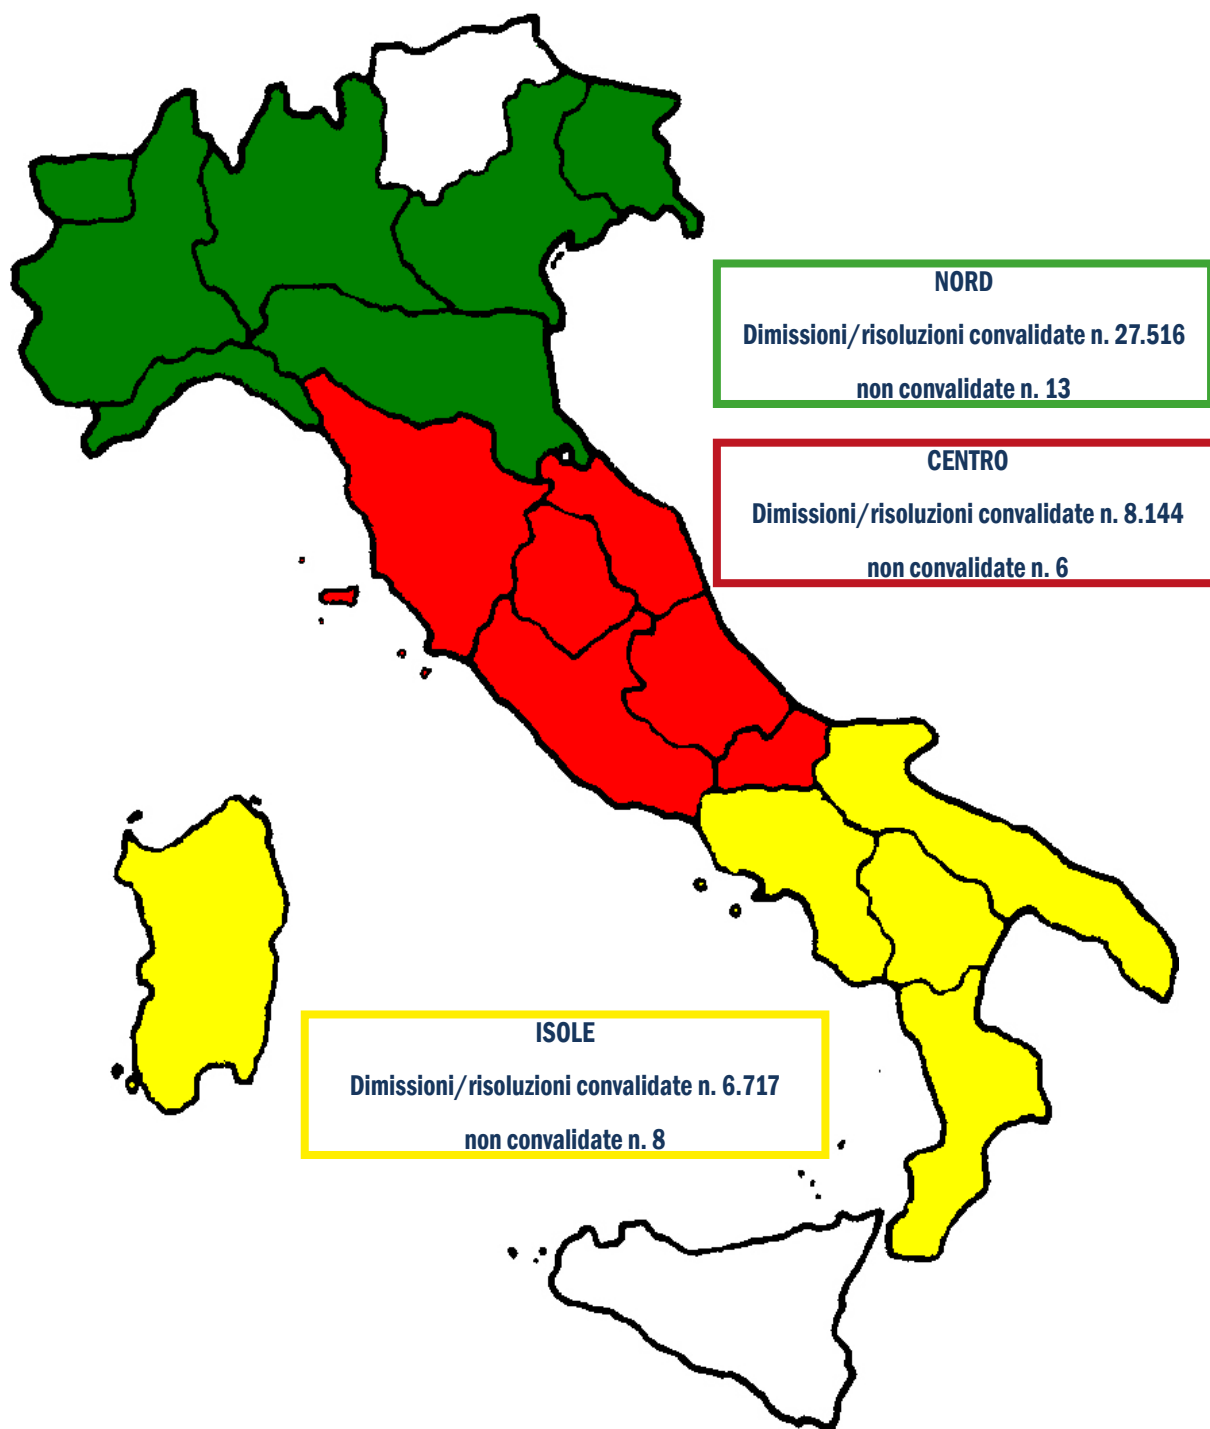 NORD
Dimissioni/risoluzioni convalidate n. 27.516
non convalidate n. 13
CENTRO
Dimissioni/risoluzioni convalidate n. 8.144
non convalidate n. 6
ISOLE
Dimissioni/risoluzioni convalidate n. 6.717
non convalidate n. 8